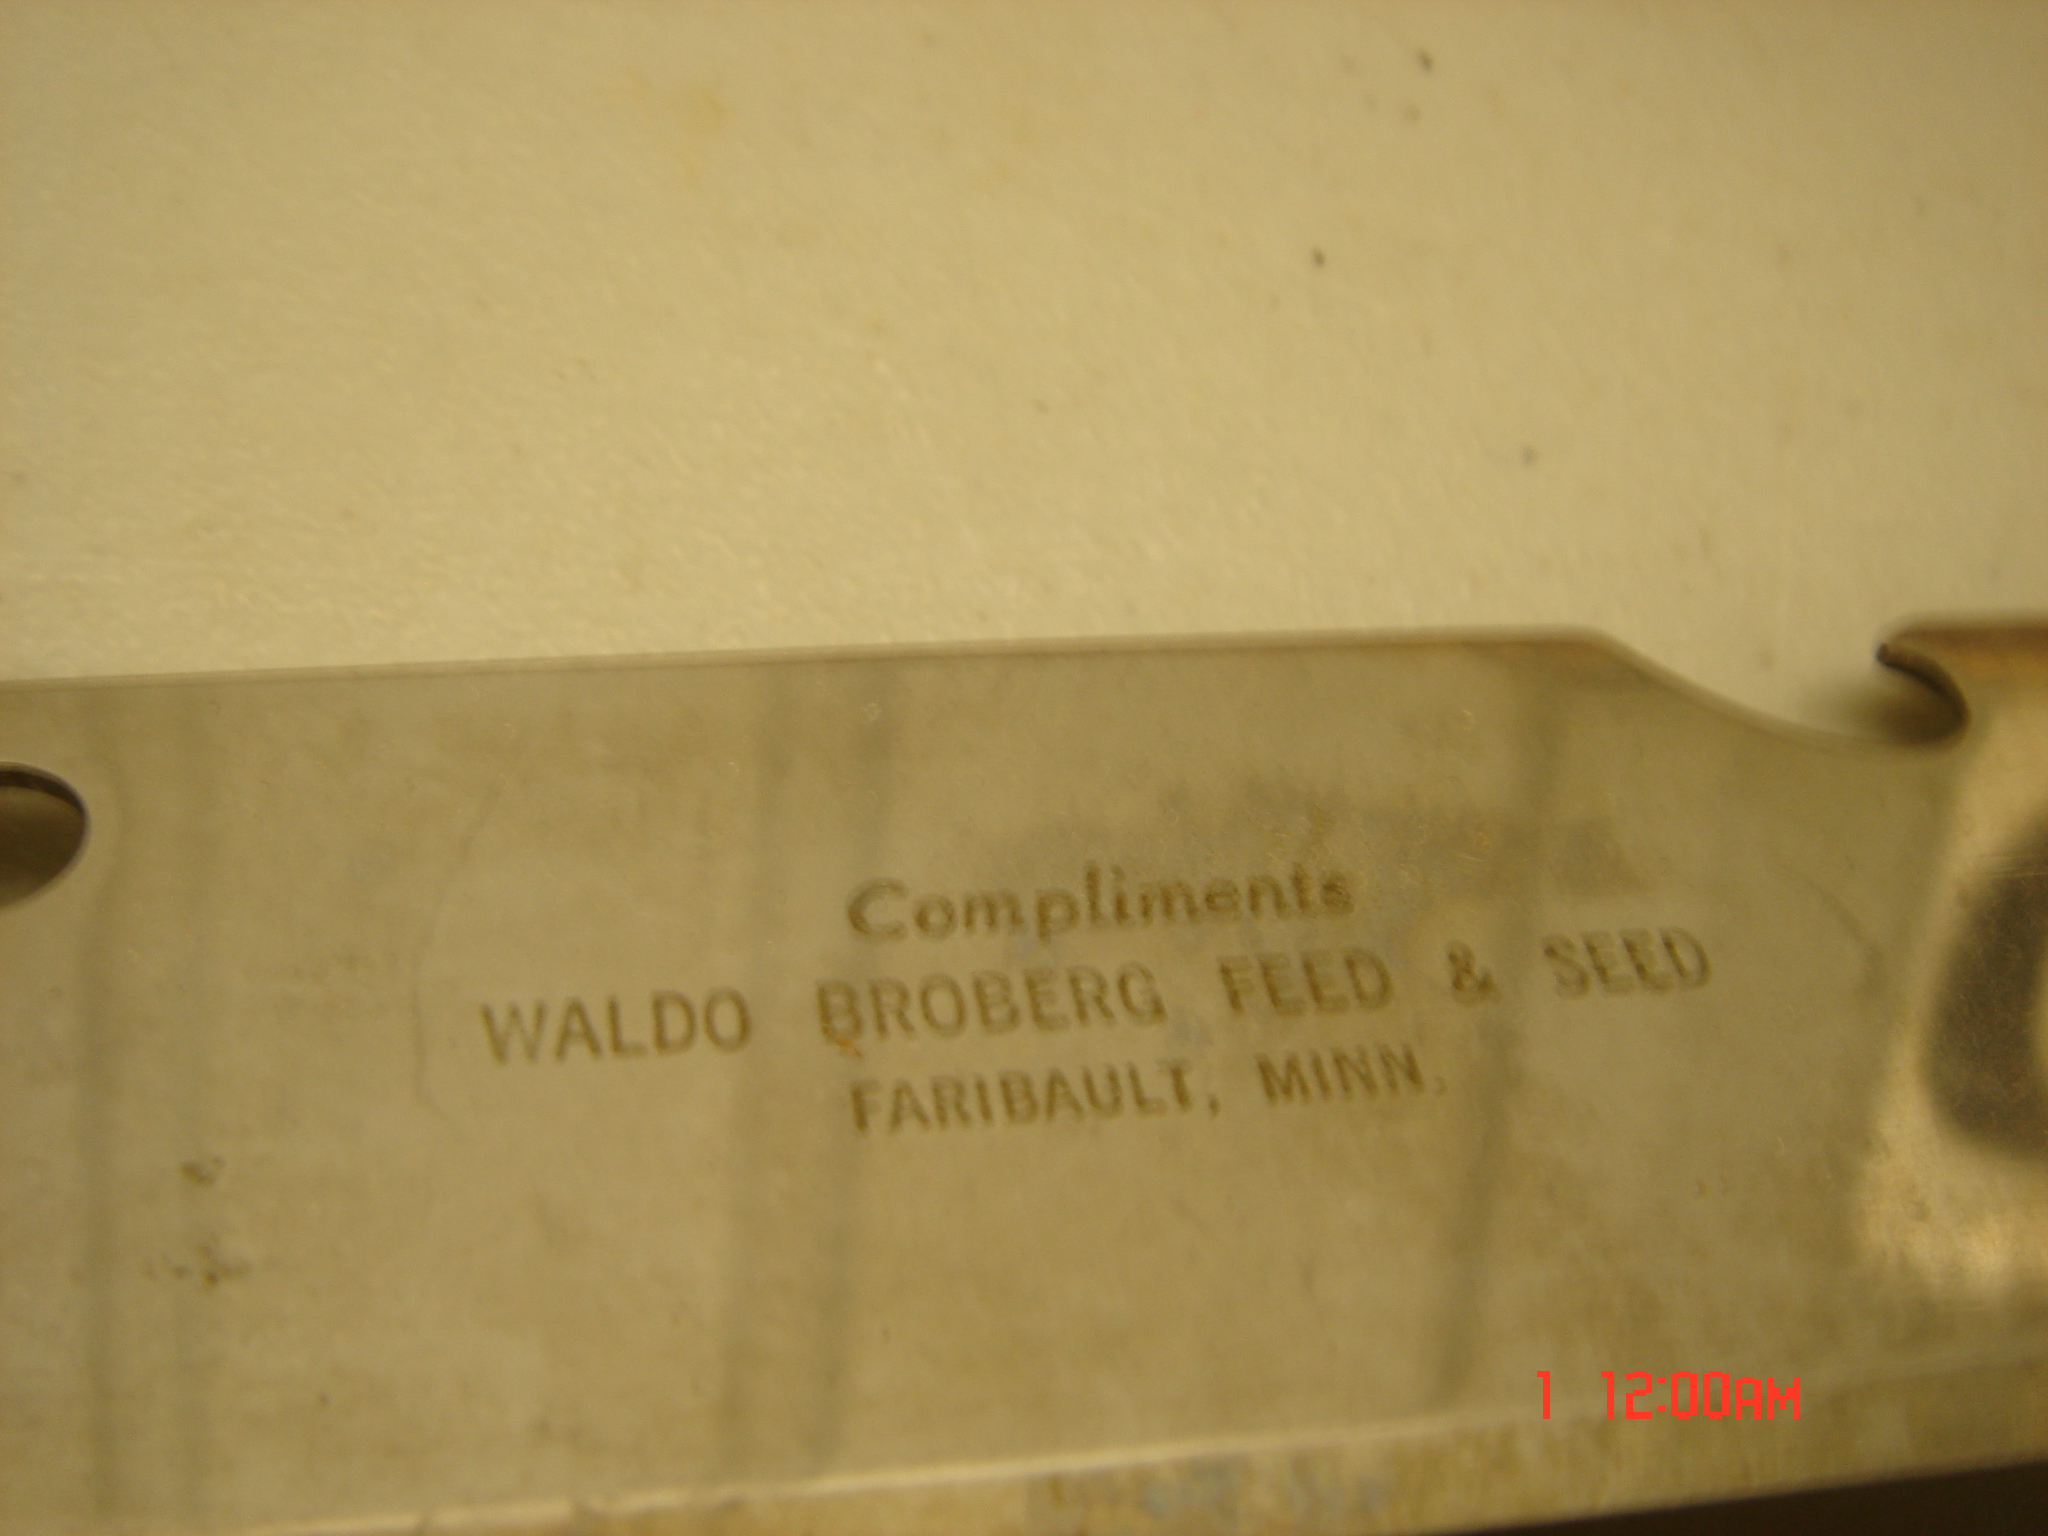 Compliments
WALDO BROBERG FEED & SEED
FARIBAULT, MINN.
1 12:00AM